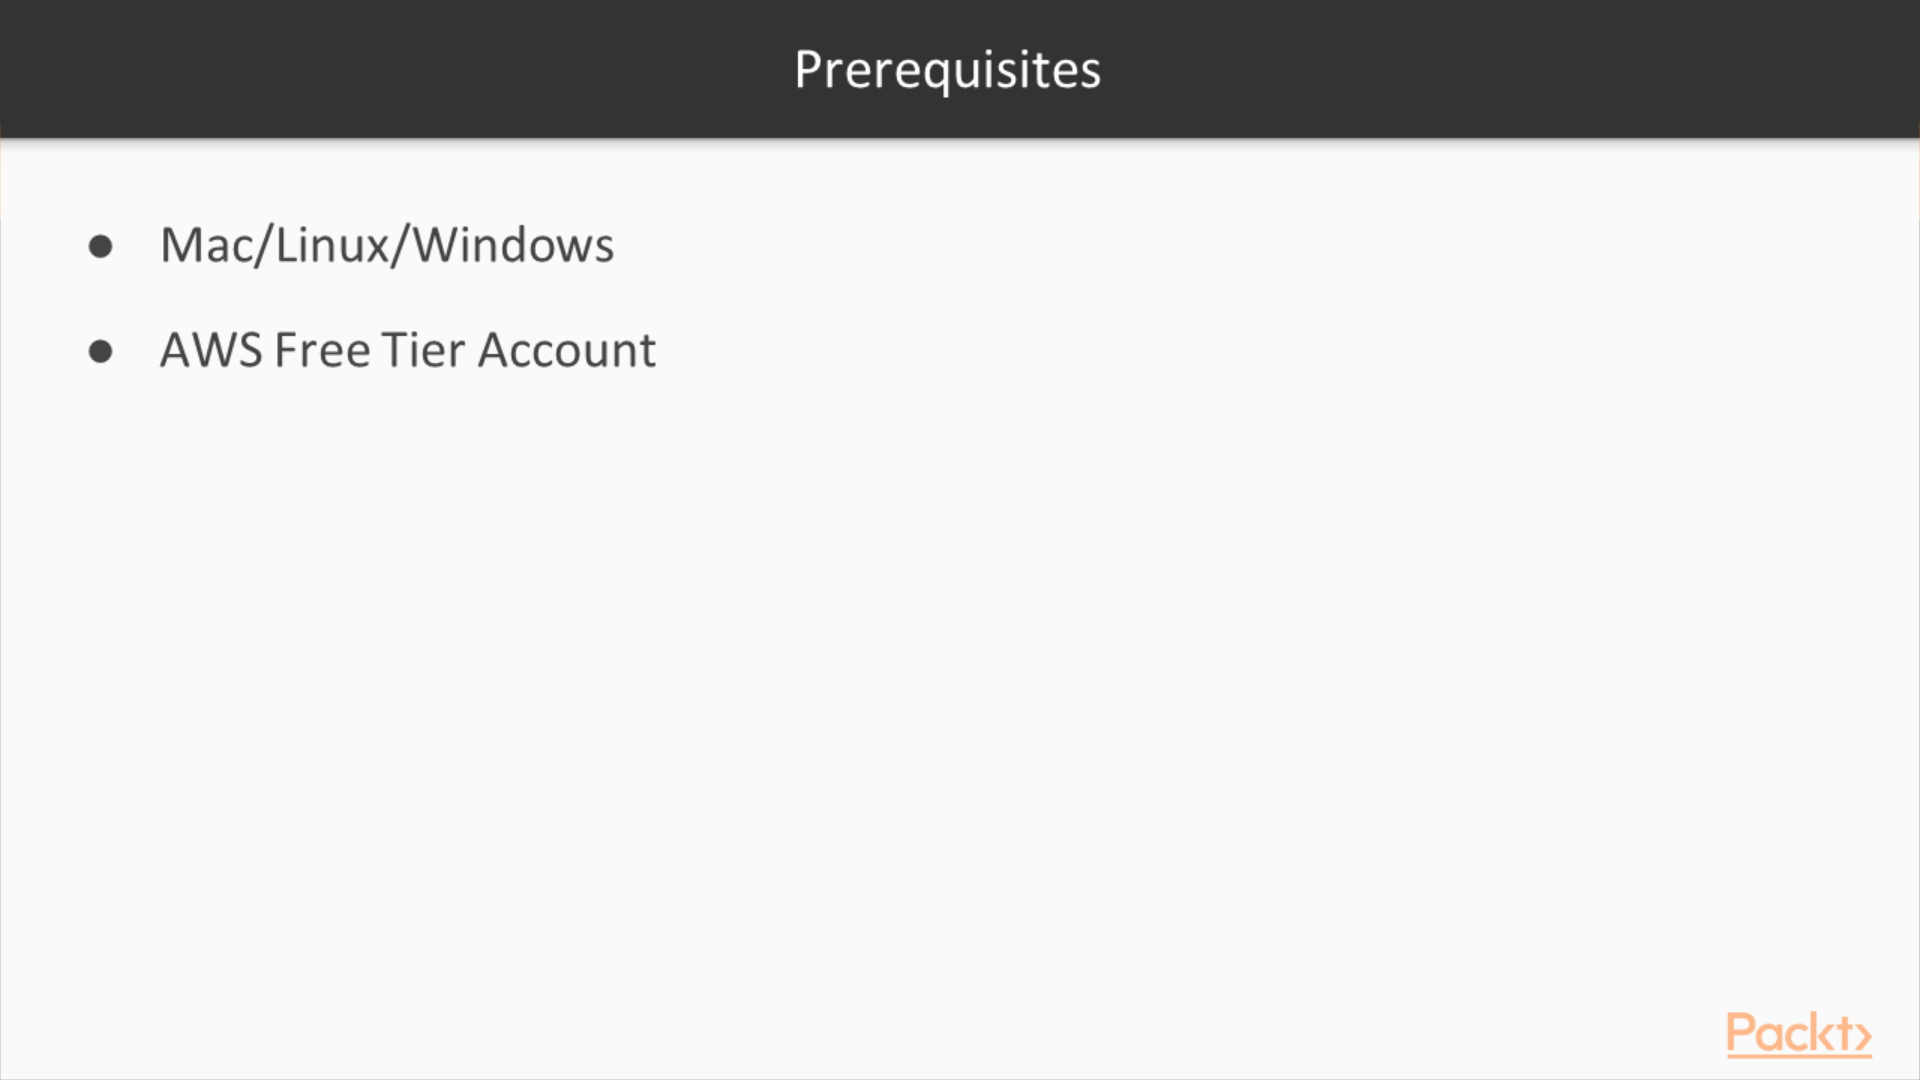 Prerequisites
● Mac/Linux/Windows
● AWS Free Tier Account
Packt>